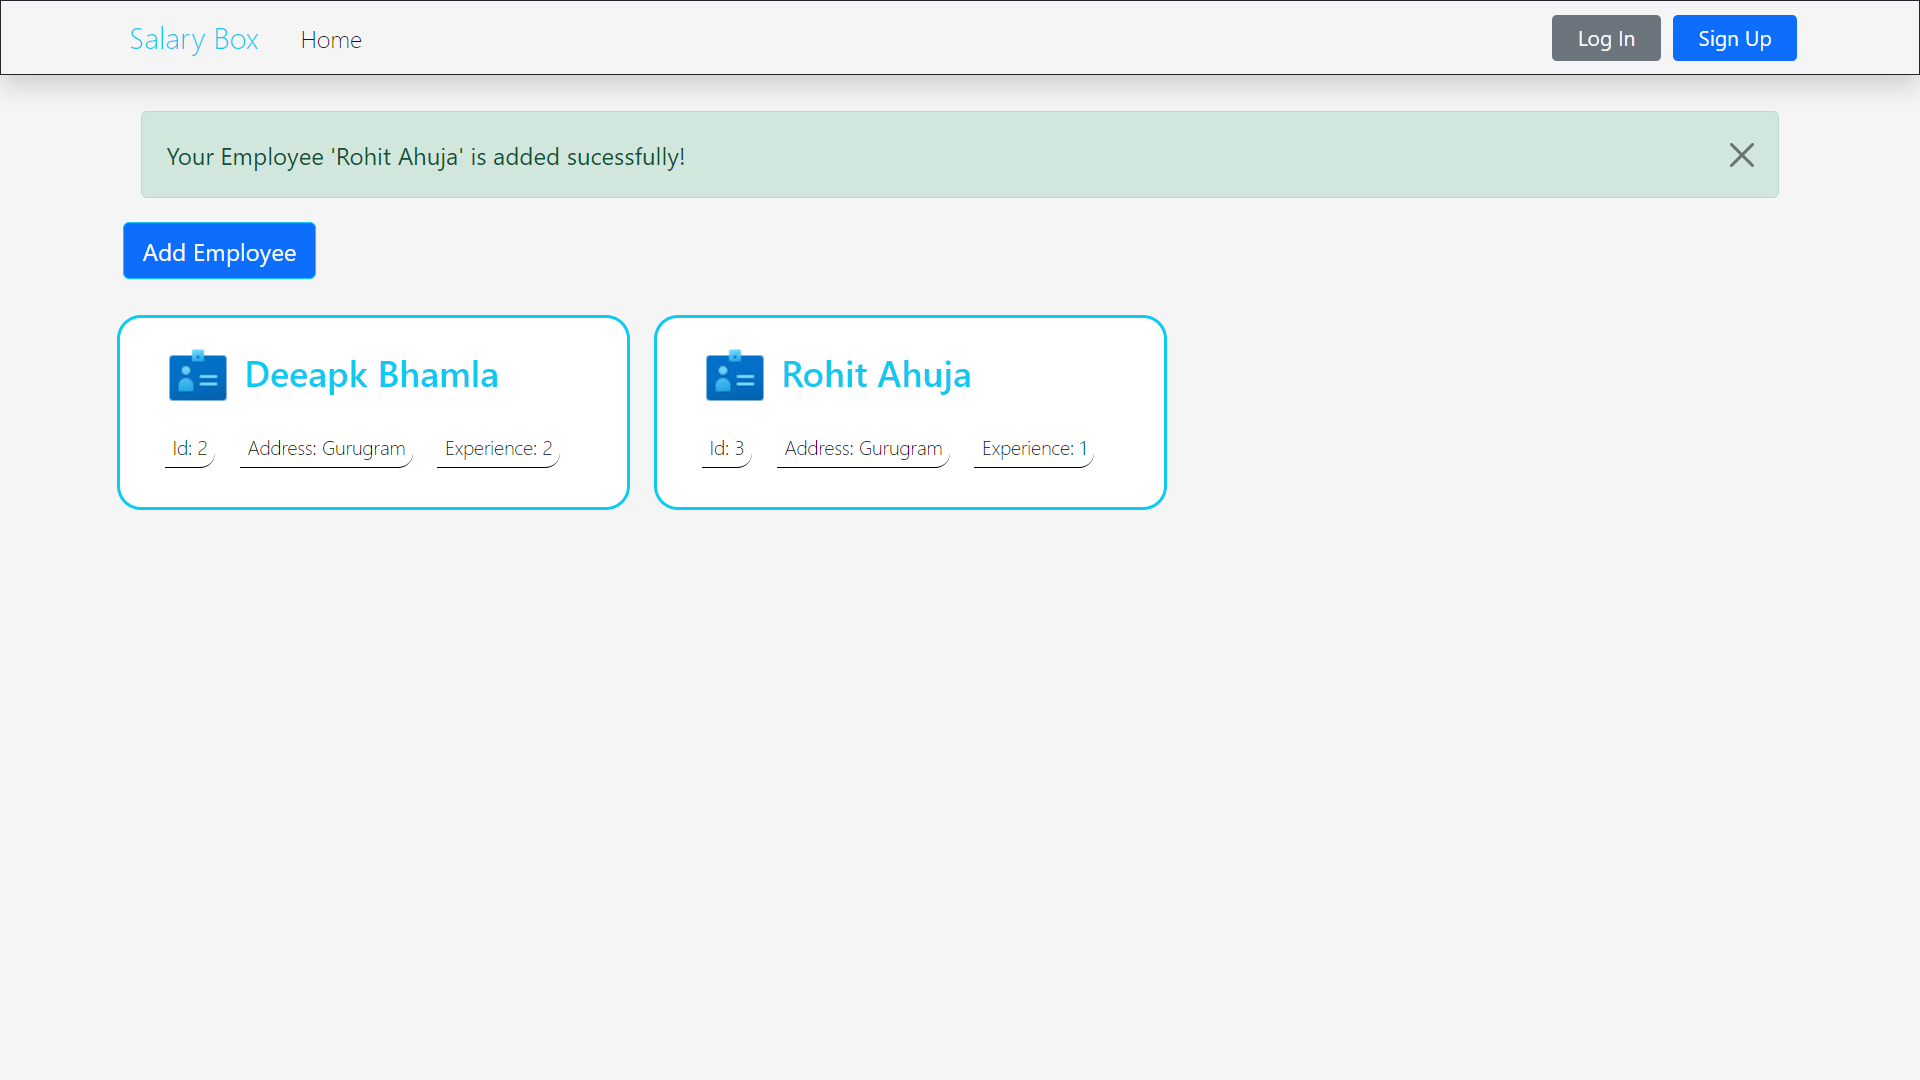 Salary Box Home Log In Sign Up
Your Employee 'Rohit Ahuja' is added sucessfully!
Add Employee
Deeapk Bhamla
Id: 2 Address: Gurugram Experience: 2
Rohit Ahuja
Id: 3 Address: Gurugram Experience: 1